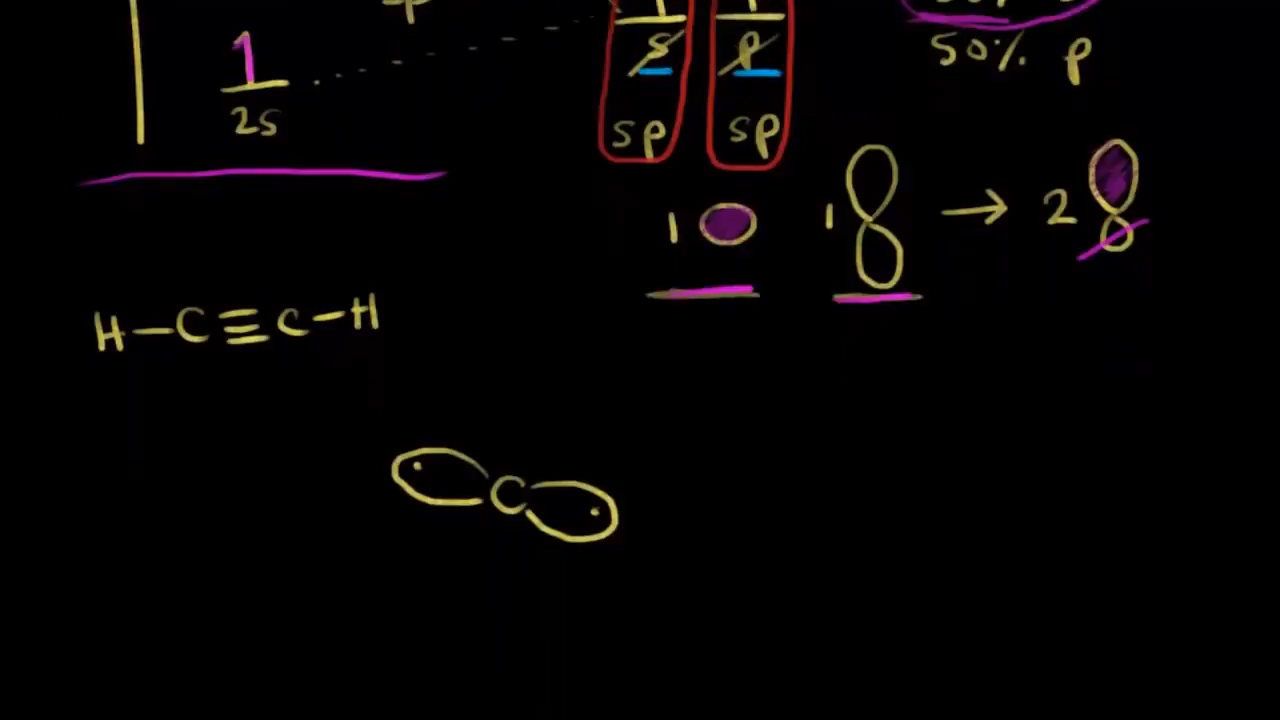 50% p
1
2s
s p
sp sp
1 1 → 2
H-C≡C-H
C